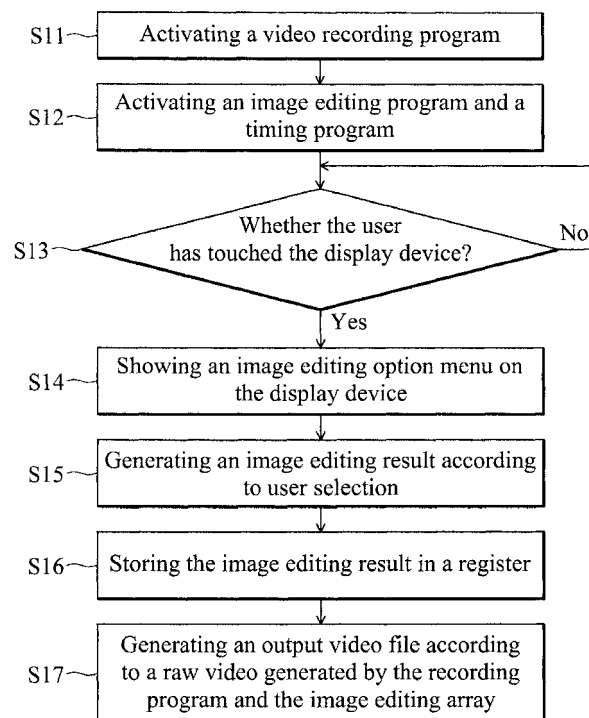 S11
Activating a video recording program
S12
Activating an image editing program and a
timing program
S13
Whether the user
has touched the display device?
No
Yes
S14
Showing an image editing option menu on
the display device
S15
Generating an image editing result according
to user selection
S16
Storing the image editing result in a register
S17
Generating an output video file according
to a raw video generated by the recording
program and the image editing array